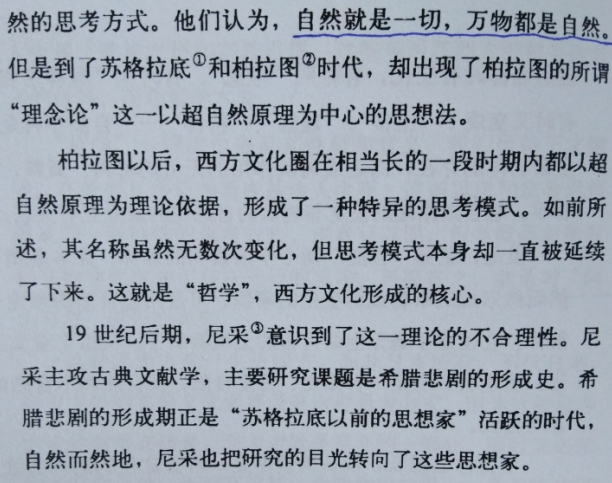 然的思考方式。他们认为，自然就是一切，万物都是自然。
但是到了苏格拉底①和柏拉图②时代，却出现了柏拉图的所谓
“理念论”这一以超自然原理为中心的思想法。
柏拉图以后，西方文化圈在相当长的一段时期内都以超
自然原理为理论依据，形成了一种特异的思考模式。如前所
述，其名称虽然无数次变化，但思考模式本身却一直被延续
了下来。这就是“哲学”，西方文化形成的核心。
19 世纪后期，尼采③意识到了这一理论的不合理性。尼
采主攻古典文献学，主要研究课题是希腊悲剧的形成史。希
腊悲剧的形成期正是“苏格拉底以前的思想家”活跃的时代，
自然而然地，尼采也把研究的目光转向了这些思想家。